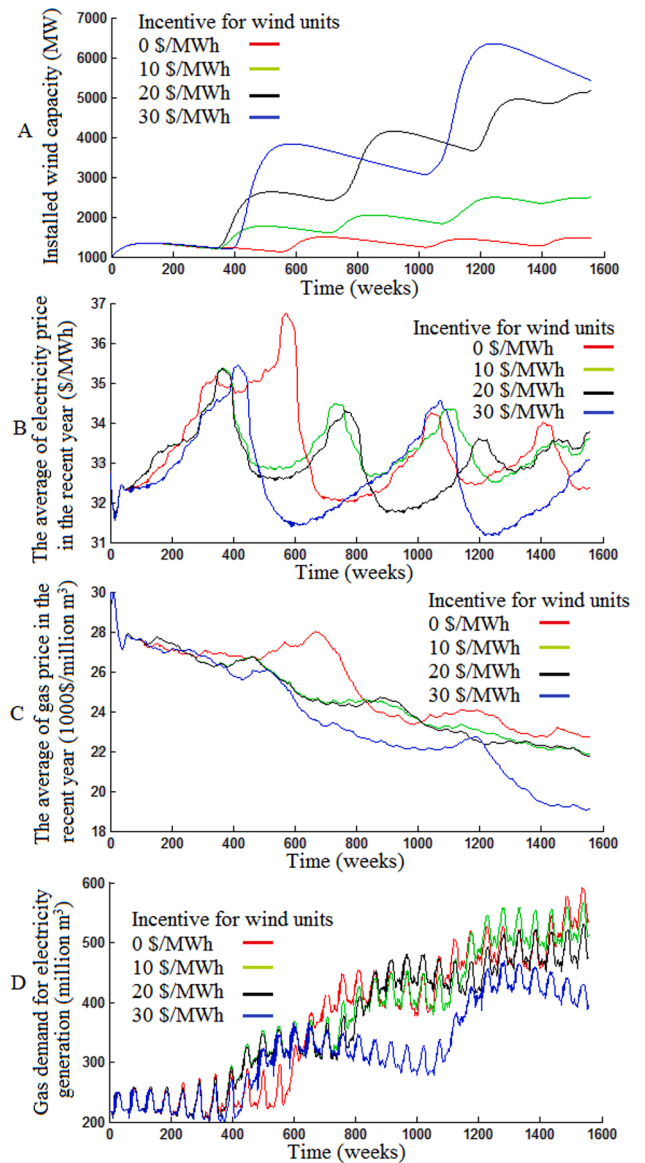 A
Installed wind capacity (MW)
7000
6000
5000
4000
3000
2000
1000
Incentive for wind units
0 $/MWh
10 $/MWh
20 $/MWh
30 $/MWh
0 200 400 600 800 1000 1200 1400 1600
Time (weeks)
B
The average of electricity price
in the recent year ($/MWh)
37
36
35
34
33
32
31
Incentive for wind units
0 $/MWh
10 $/MWh
20 $/MWh
30 $/MWh
0 200 400 600 800 1000 1200 1400 1600
Time (weeks)
C
The average of gas price in the
recent year (1000$/million m³)
30
28
26
24
22
20
18
Incentive for wind units
0 $/MWh
10 $/MWh
20 $/MWh
30 $/MWh
0 200 400 600 800 1000 1200 1400 1600
Time (weeks)
D
Gas demand for electricity
generation (million m³)
600
500
400
300
200
Incentive for wind units
0 $/MWh
10 $/MWh
20 $/MWh
30 $/MWh
0 200 400 600 800 1000 1200 1400 1600
Time (weeks)